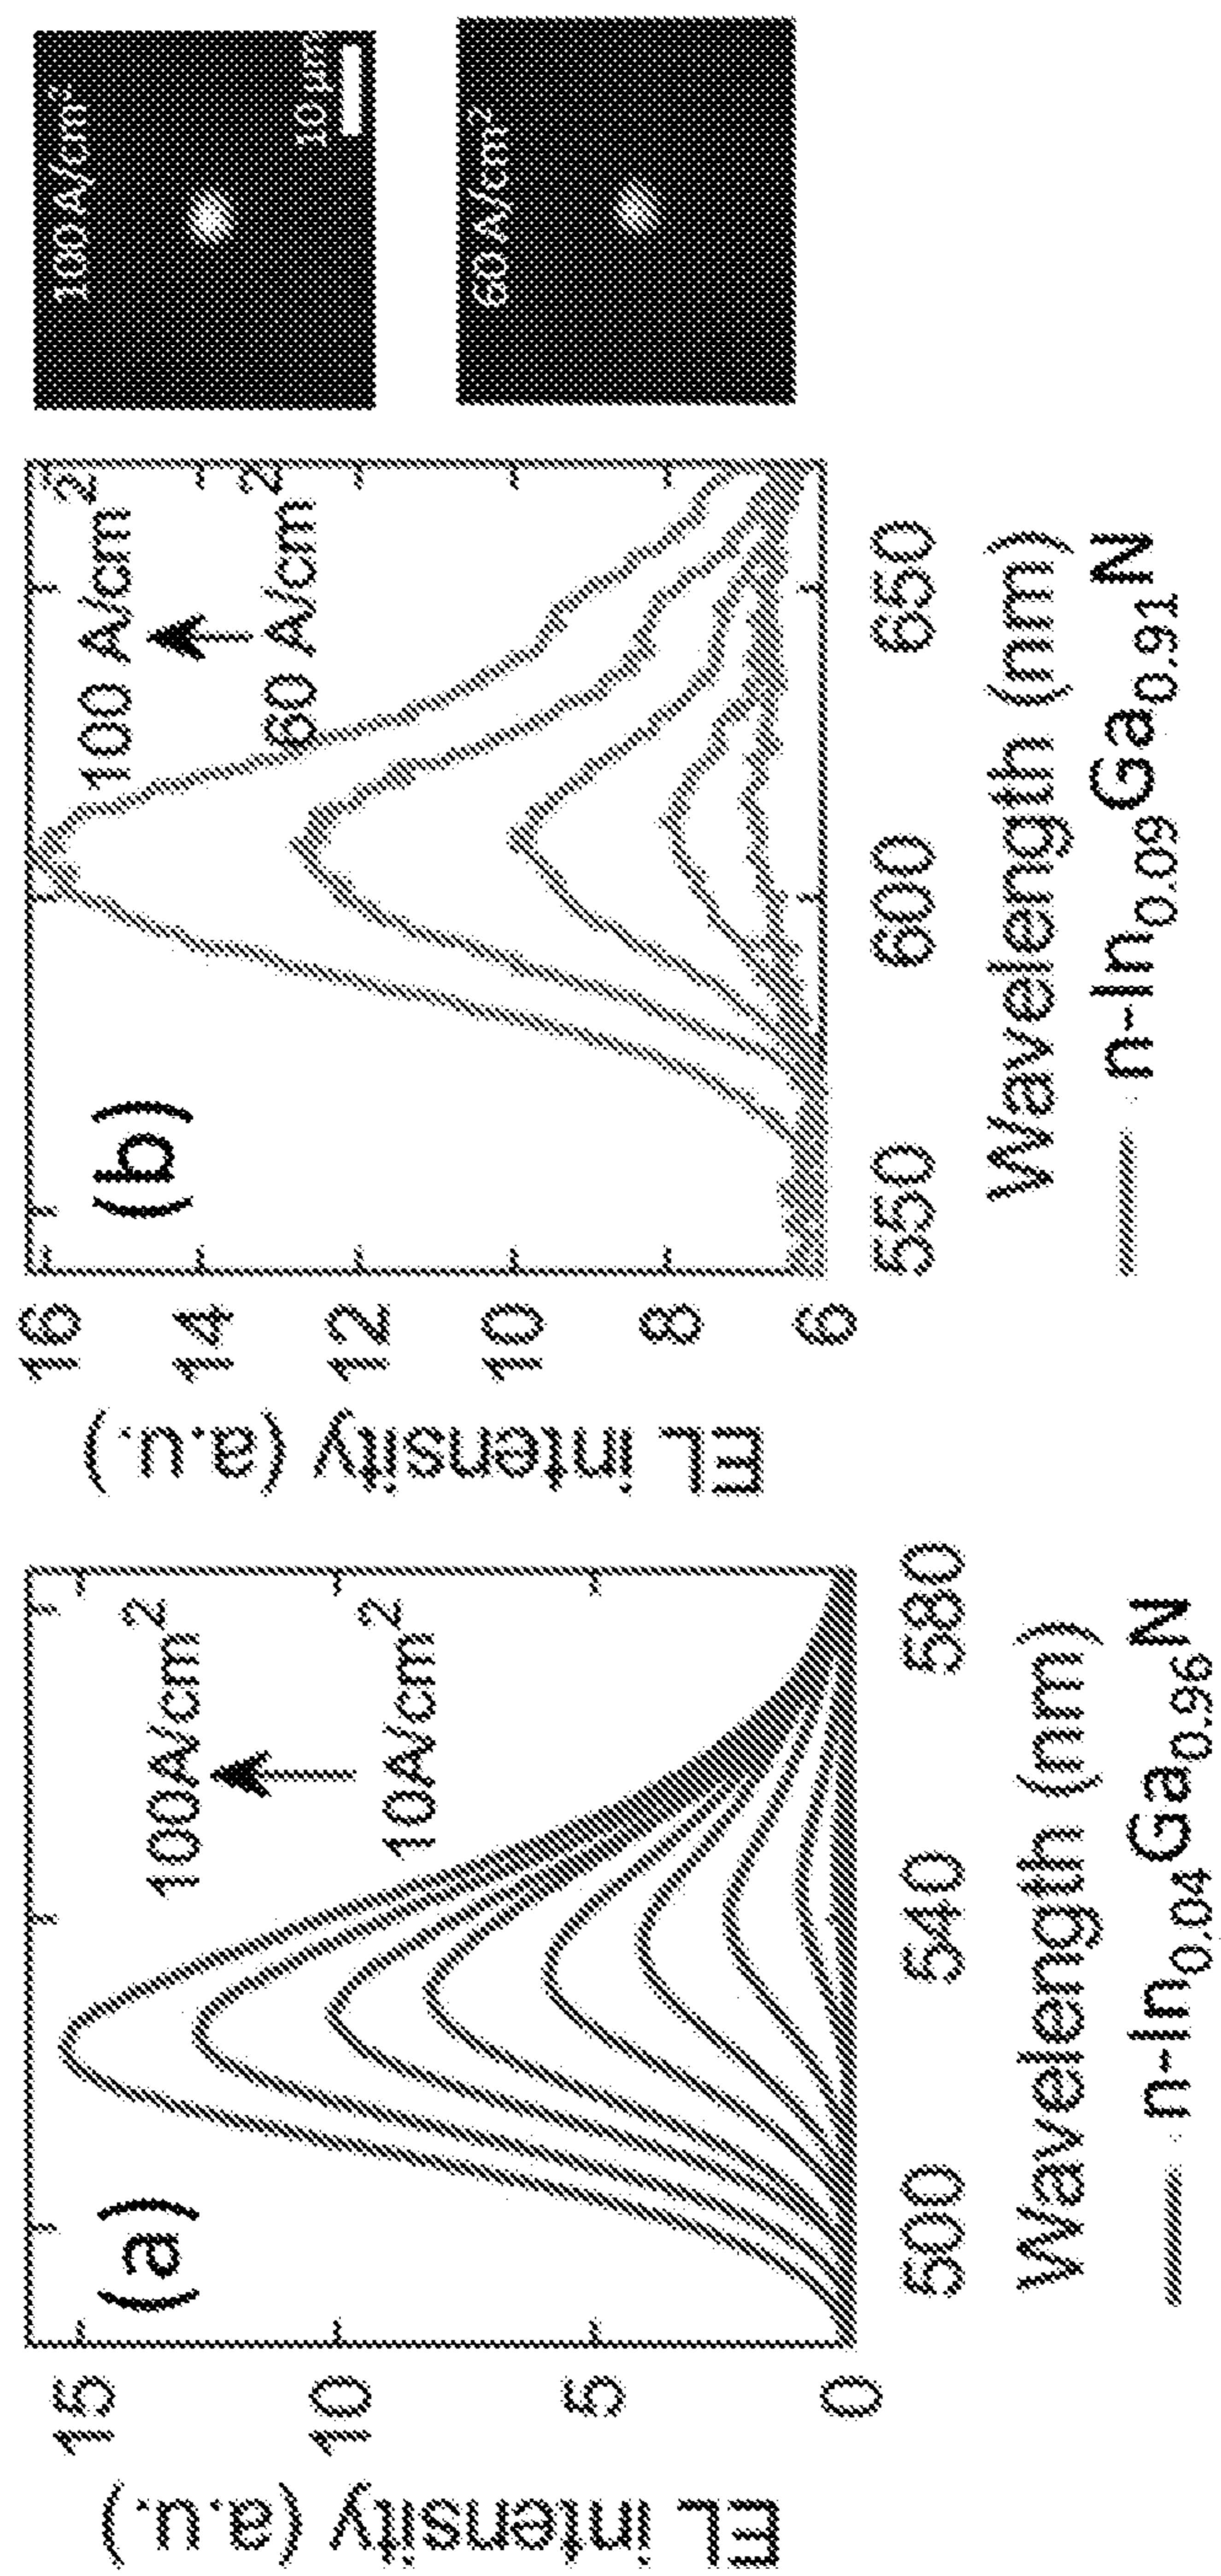 (a)
100A/cm2
10A/cm2
EL intensity (a.u.)
15
10
5
0
500
540
580
Wavelength (nm)
n-In0.04Ga0.96N
(b)
100 A/cm2
60 A/cm2
EL intensity (a.u.)
16
14
12
10
8
6
550
600
650
Wavelength (nm)
n-In0.09Ga0.91N
100 A/cm2
10 µm
60 A/cm2